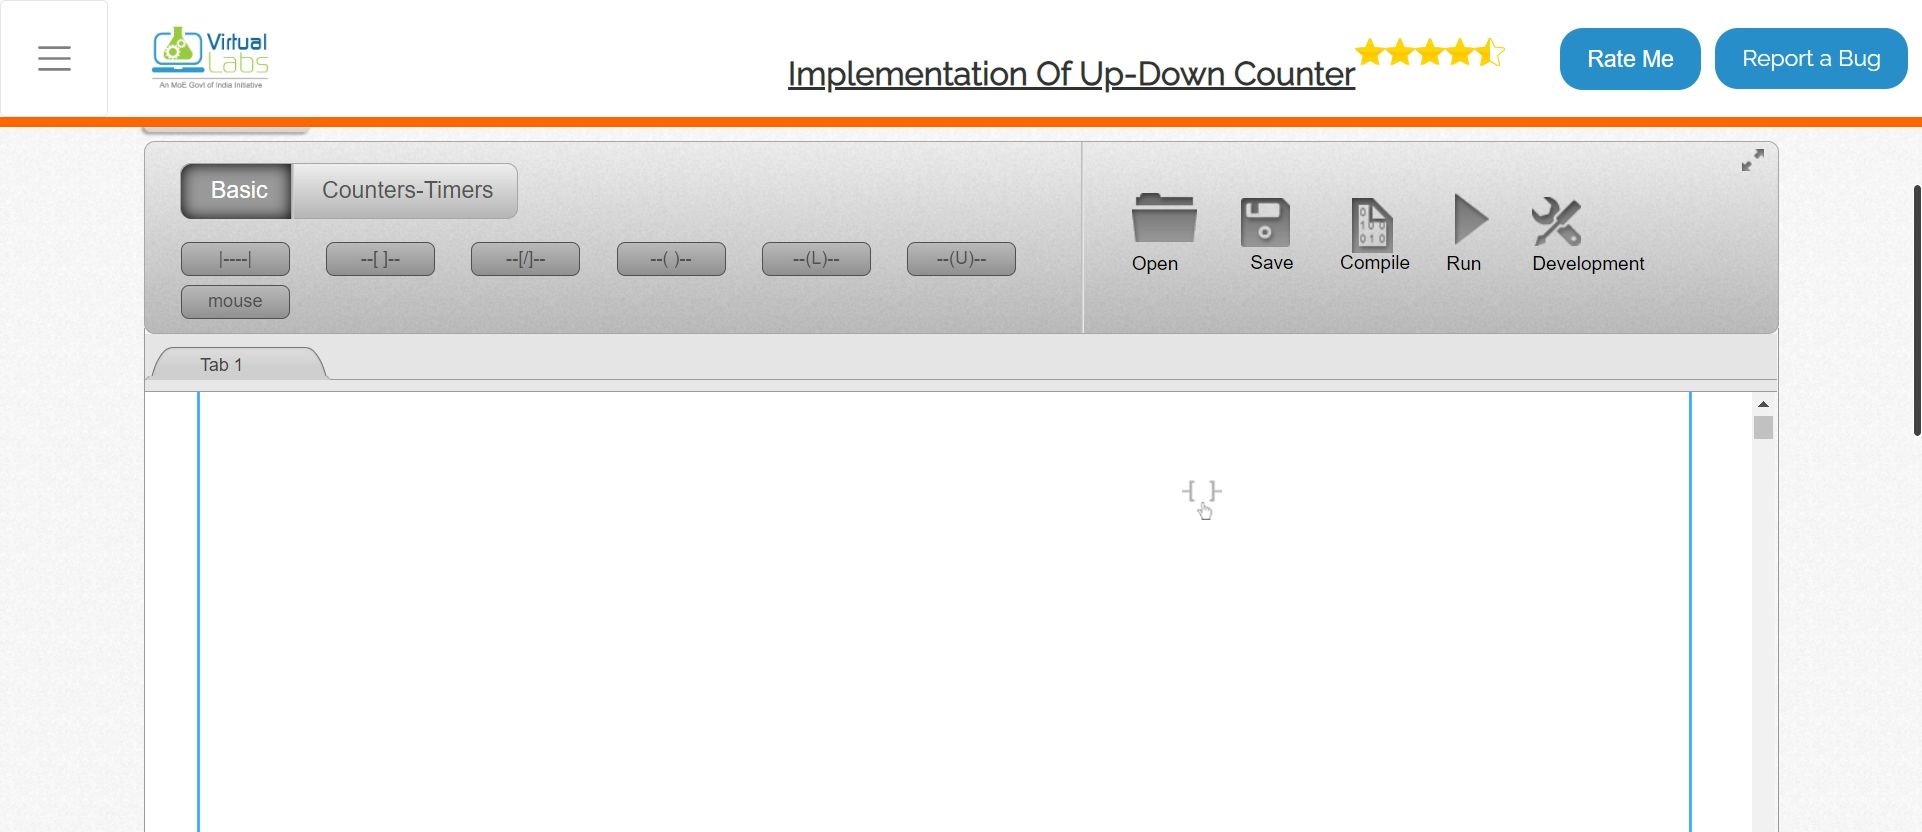 Virtual
Labs
An MoE Govt of India Initiative
Implementation Of Up-Down Counter
Rate Me
Report a Bug
Basic
Counters-Timers
|----|
--[ ]--
--[/]--
--( )--
--(L)--
--(U)--
mouse
Open
Save
Compile
Run
Development
Tab 1